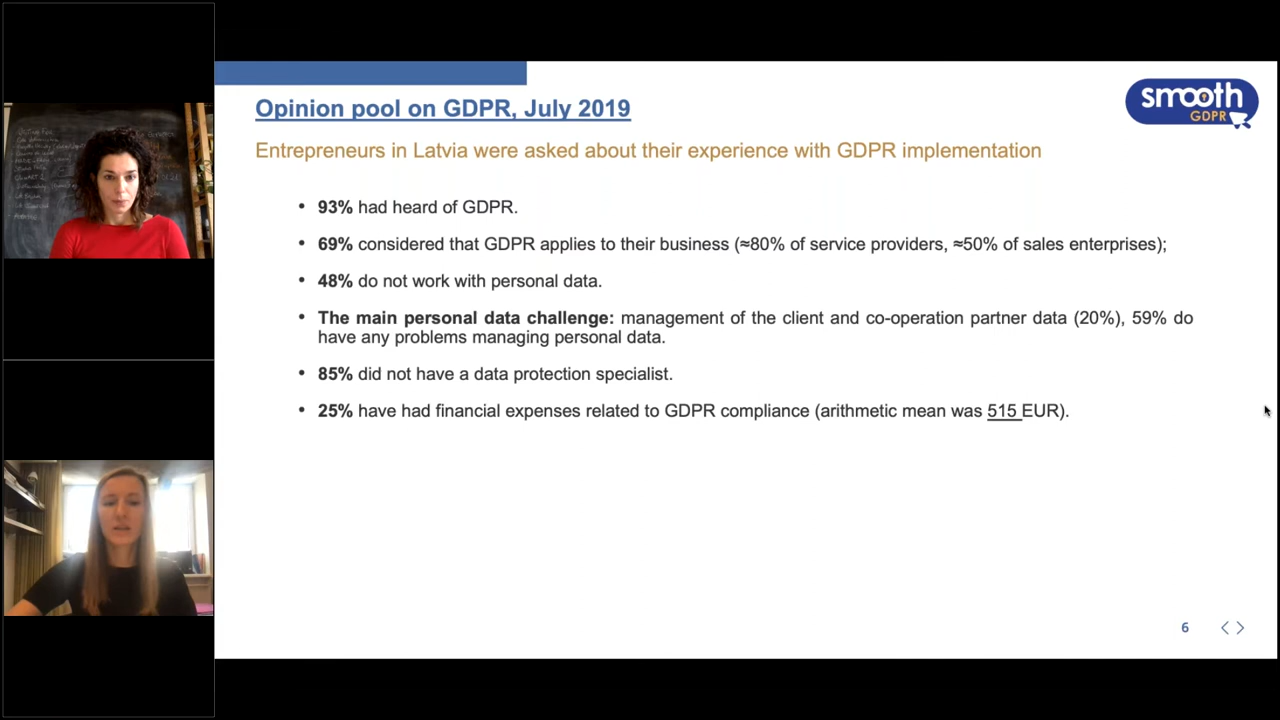 Opinion pool on GDPR, July 2019
smooth
GDPR
Entrepreneurs in Latvia were asked about their experience with GDPR implementation
• 93% had heard of GDPR.
• 69% considered that GDPR applies to their business (≈80% of service providers, ≈50% of sales enterprises);
• 48% do not work with personal data.
• The main personal data challenge: management of the client and co-operation partner data (20%), 59% do
have any problems managing personal data.
• 85% did not have a data protection specialist.
• 25% have had financial expenses related to GDPR compliance (arithmetic mean was 515 EUR).
6